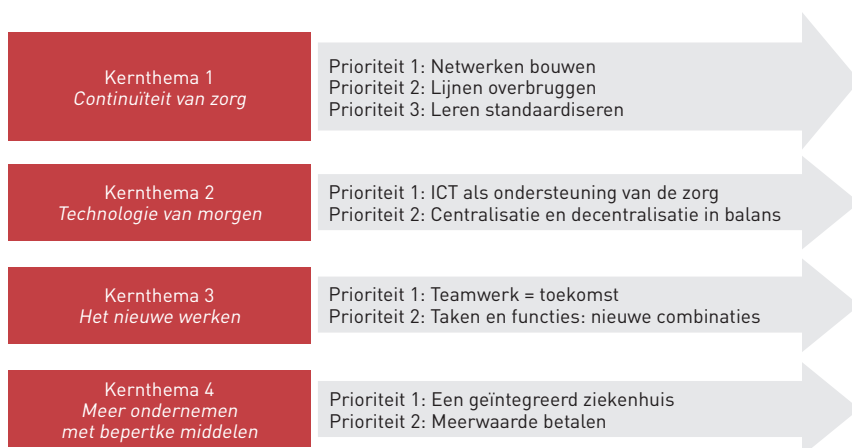 Kernthema 1
Continuïteit van zorg
Prioriteit 1: Netwerken bouwen
Prioriteit 2: Lijnen overbruggen
Prioriteit 3: Leren standaardiseren
Kernthema 2
Technologie van morgen
Prioriteit 1: ICT als ondersteuning van de zorg
Prioriteit 2: Centralisatie en decentralisatie in balans
Kernthema 3
Het nieuwe werken
Prioriteit 1: Teamwerk = toekomst
Prioriteit 2: Taken en functies: nieuwe combinaties
Kernthema 4
Meer ondernemen
met bepertke middelen
Prioriteit 1: Een geïntegreerd ziekenhuis
Prioriteit 2: Meerwaarde betalen